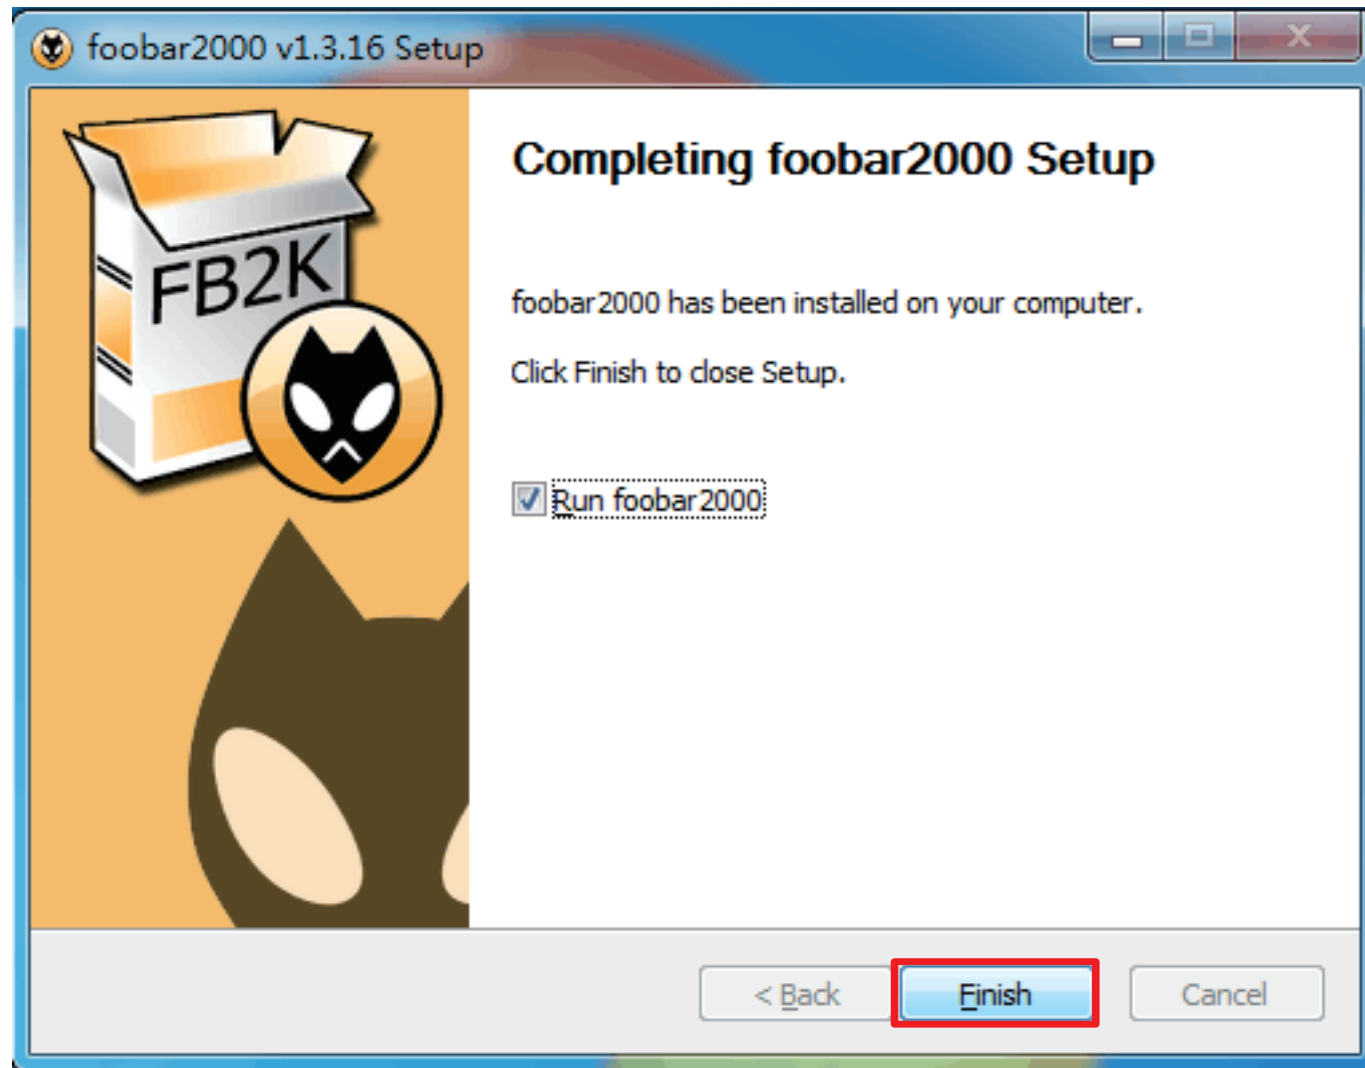 foobar2000 v1.3.16 Setup
FB2K
Completing foobar2000 Setup
foobar2000 has been installed on your computer.
Click Finish to close Setup.
Run foobar2000
< Back
Finish
Cancel